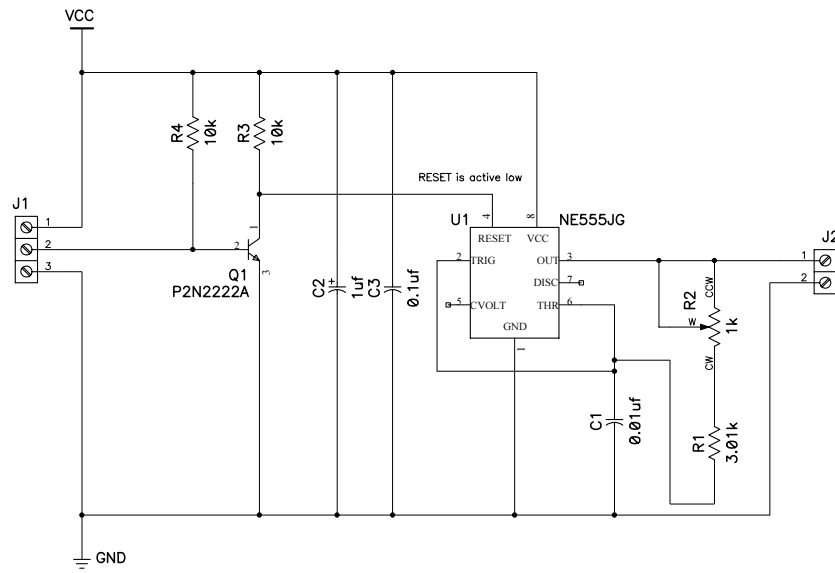 VCC
R4
10k
R3
10k
RESET is active low
J1
1
2
3
1
2
3
Q1
P2N2222A
C2
+
1uf
C3
0.1uf
U1
NE555JG
4
8
RESET
VCC
2
TRIG
OUT
3
DISC
7
5
CVOLT
THR
6
GND
1
R2
CCW
W
1k
CW
J2
1
2
C1
0.01uf
R1
3.01k
GND